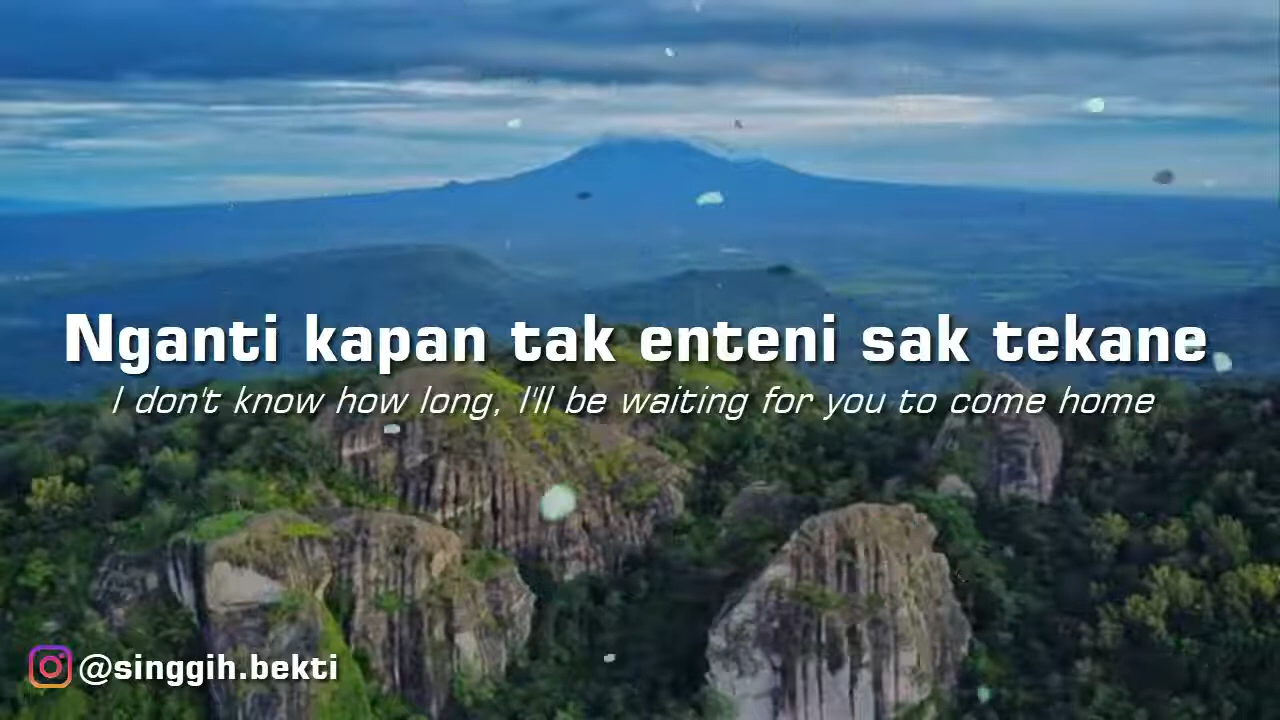 Nganti kapan tak enteni sak tekane
I don't know how long, I'll be waiting for you to come home
@singgih.bekti